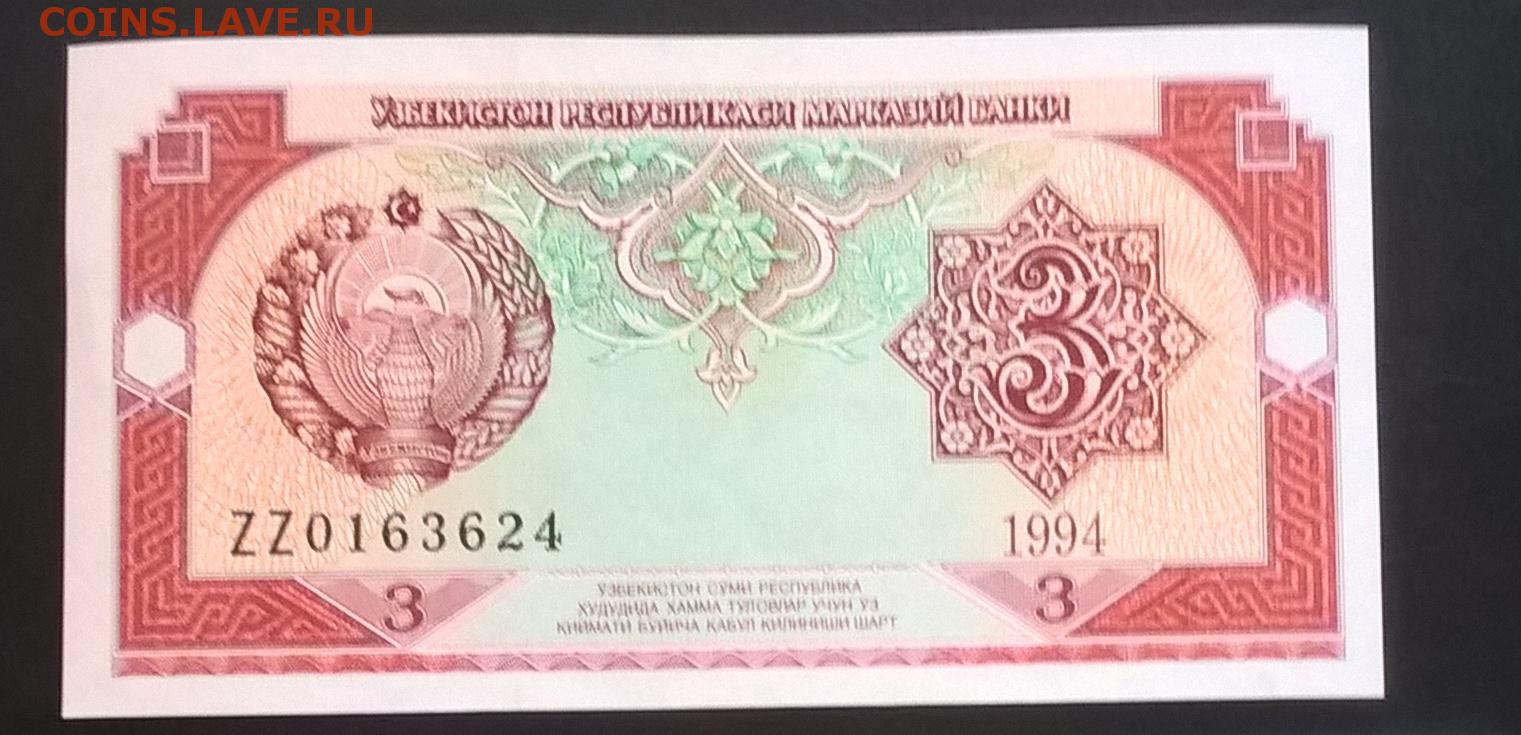 COINS.LAVE.RU
ЎЗБЕКИСТОН РЕСПУБЛИКАСИ МАРКАЗИЙ БАНКИ
3
ZZ0163624
1994
3
3
ЎЗБЕКИСТОН СЎМИ РЕСПУБЛИКА
ҲУДУДИДА ҲАММА ТЎЛОВЛАР УЧУН ЎЗ
ҚИЙМАТИ БЎЙИЧА ҚАБУЛ ҚИЛИНИШИ ШАРТ